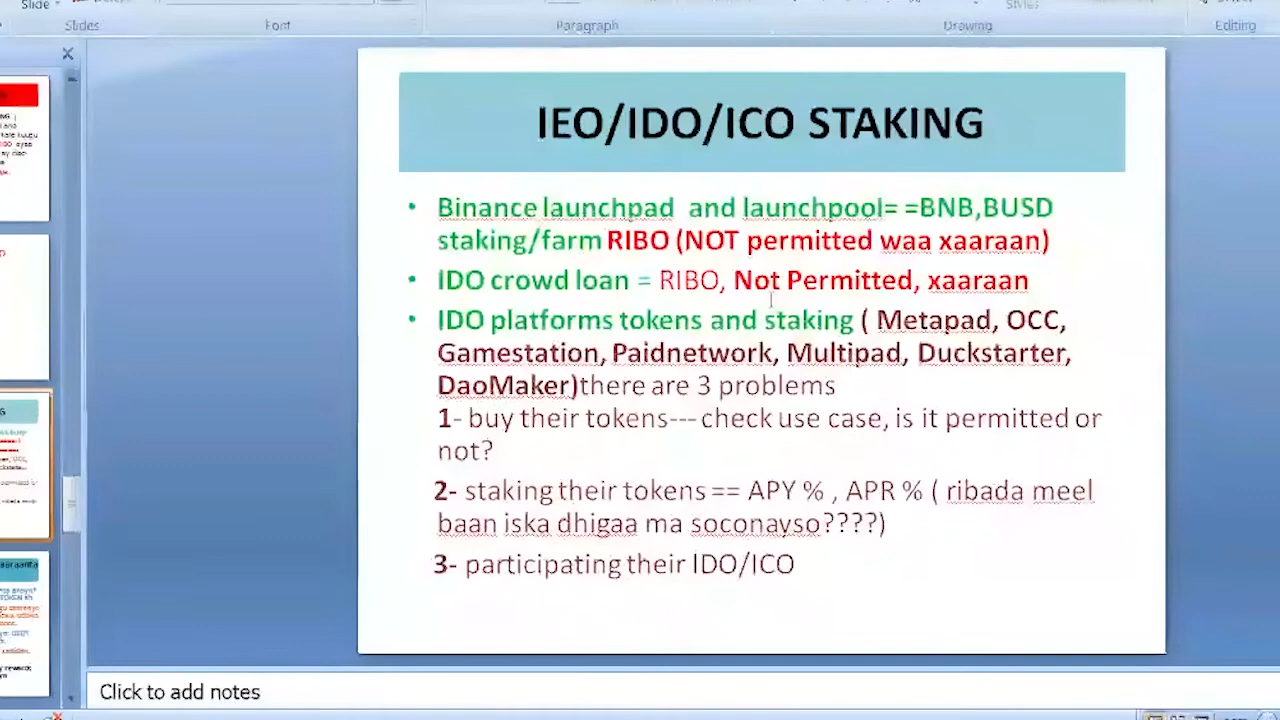 Slide
Styles
Slides
Font
Paragraph
Drawing
Editing
IEO/IDO/ICO STAKING
• Binance launchpad and launchpool= =BNB,BUSD
staking/farm RIBO (NOT permitted waa xaaraan)
• IDO crowd loan = RIBO, Not Permitted, xaaraan
• IDO platforms tokens and staking ( Metapad, OCC,
Gamestation, Paidnetwork, Multipad, Duckstarter,
DaoMaker)there are 3 problems
1- buy their tokens--- check use case, is it permitted or
not?
2- staking their tokens == APY % , APR % ( ribada meel
baan iska dhigaa ma soconayso????)
3- participating their IDO/ICO
Click to add notes